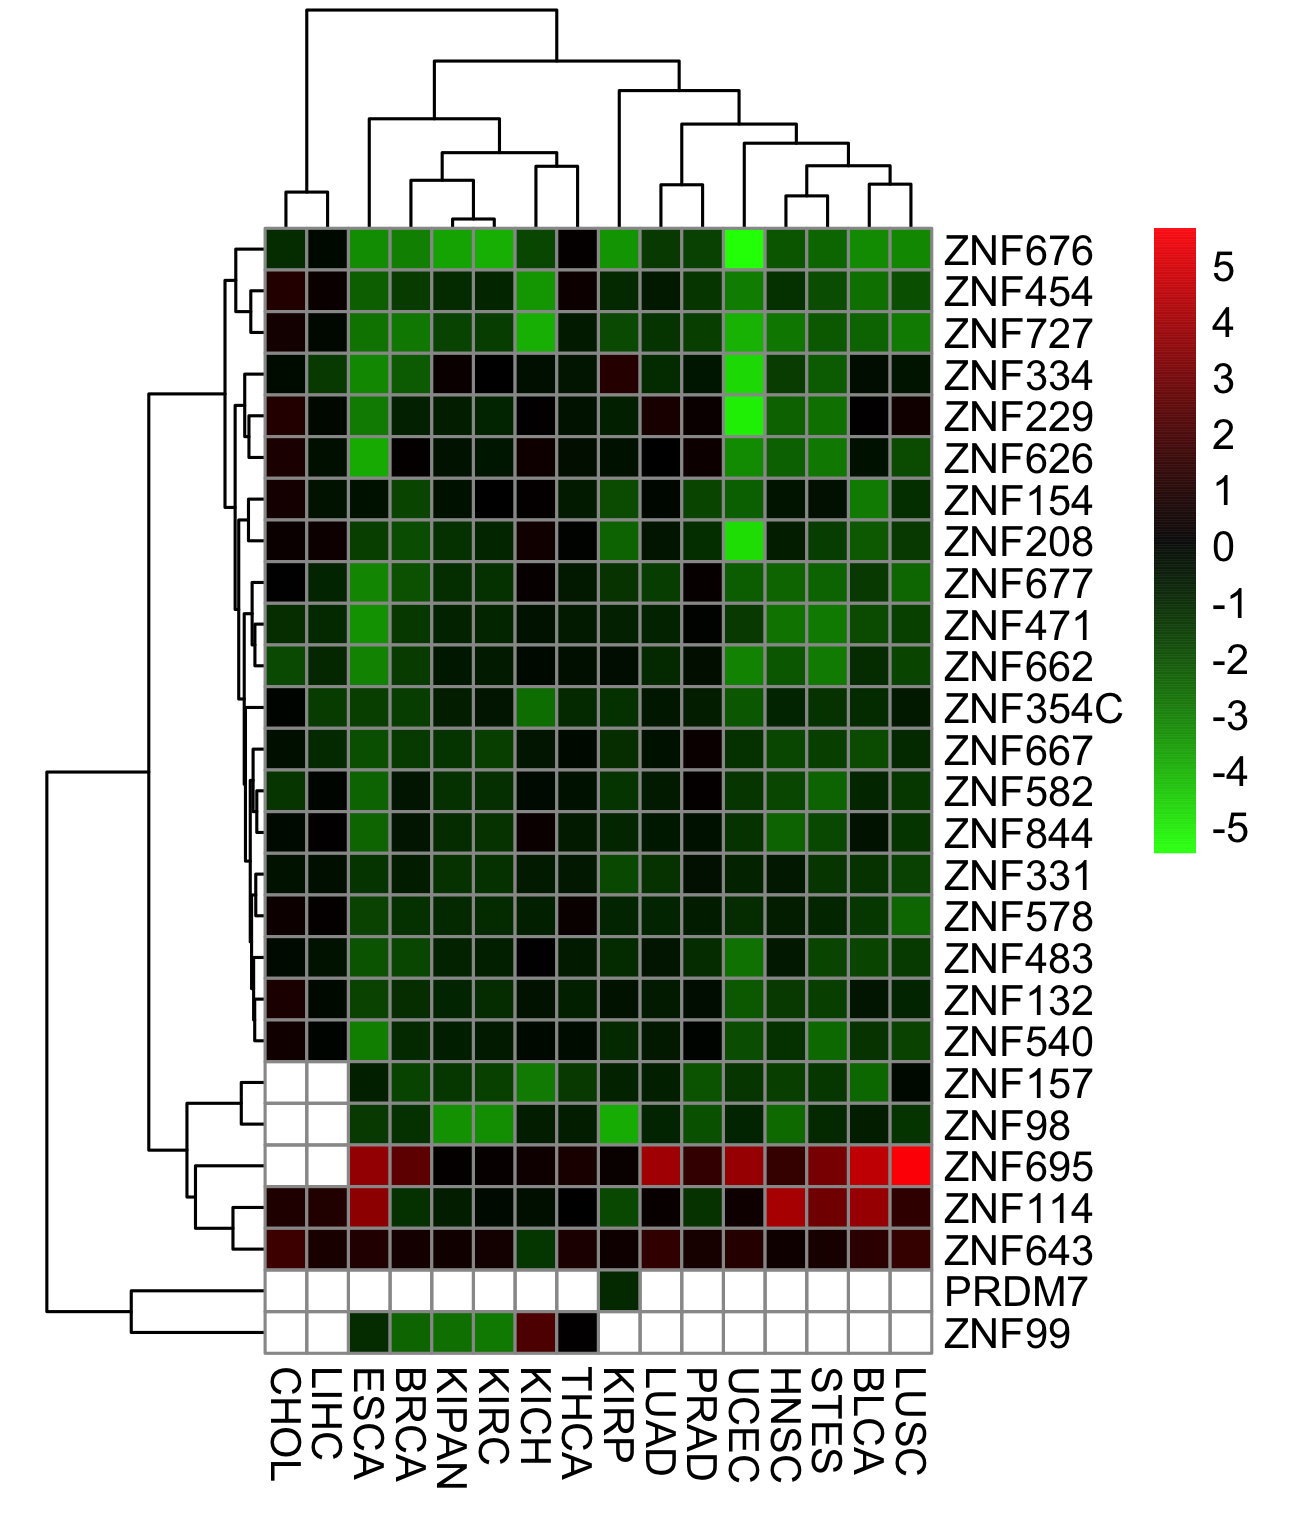 ZNF676
ZNF454
ZNF727
ZNF334
ZNF229
ZNF626
ZNF154
ZNF208
ZNF677
ZNF471
ZNF662
ZNF354C
ZNF667
ZNF582
ZNF844
ZNF331
ZNF578
ZNF483
ZNF132
ZNF540
ZNF157
ZNF98
ZNF695
ZNF114
ZNF643
PRDM7
ZNF99
5
4
3
2
1
0
-1
-2
-3
-4
-5
CHOL
LIHC
ESCA
BRCA
KIPAN
KIRC
KICH
THCA
KIRP
LUAD
PRAD
UCEC
HNSC
STES
BLCA
LUSC